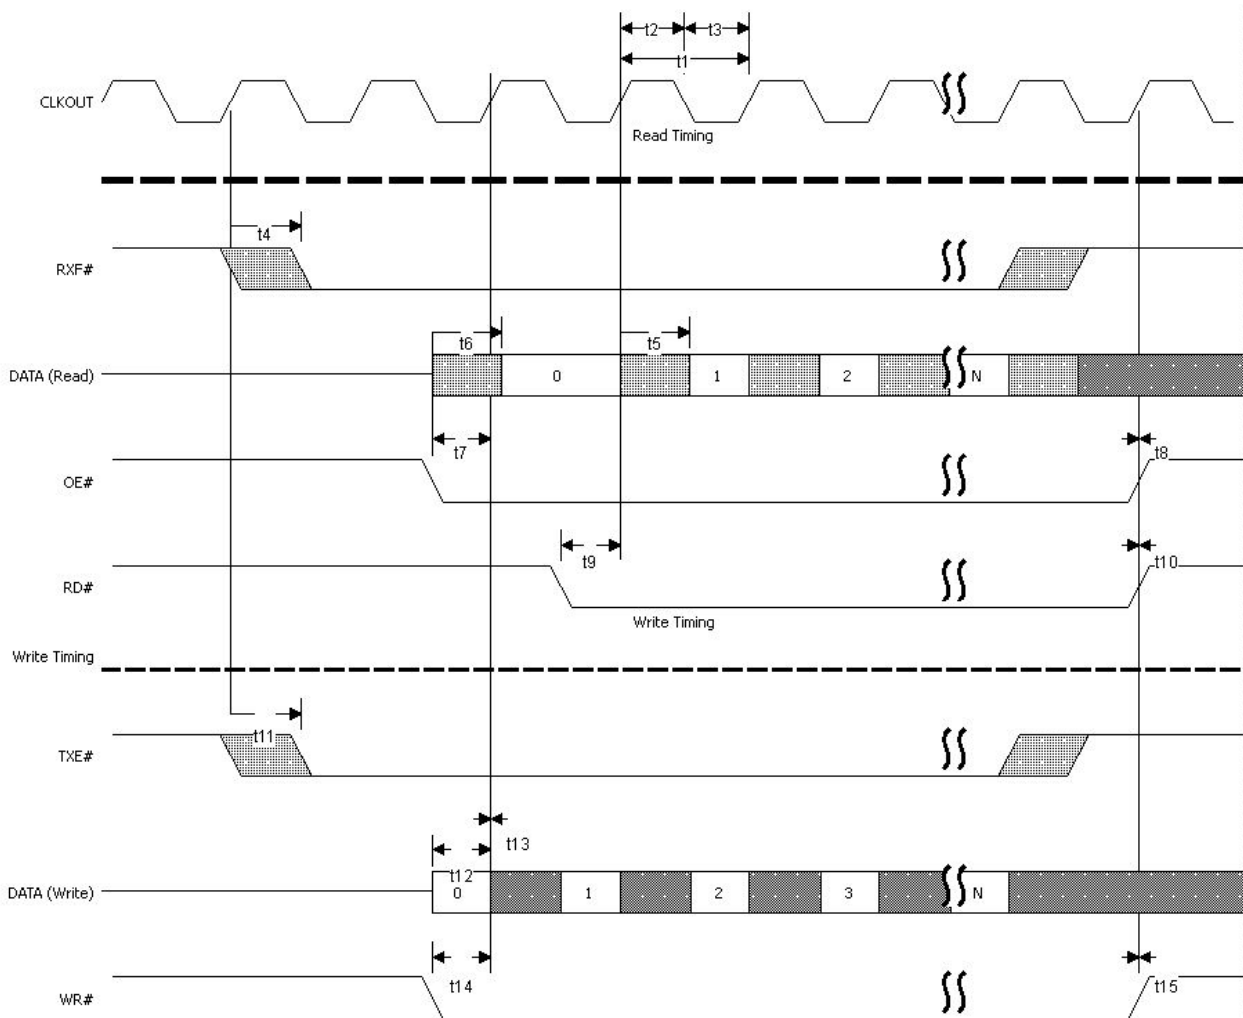 t2 t3
t1
CLKOUT
Read Timing
t4
RXF#
t6 t5
DATA (Read) 0 1 2 N
t7 t8
OE#
t9 t10
RD#
Write Timing
Write Timing
t11
TXE#
t13
t12
DATA (Write) 0 1 2 3 N
t14 t15
WR#